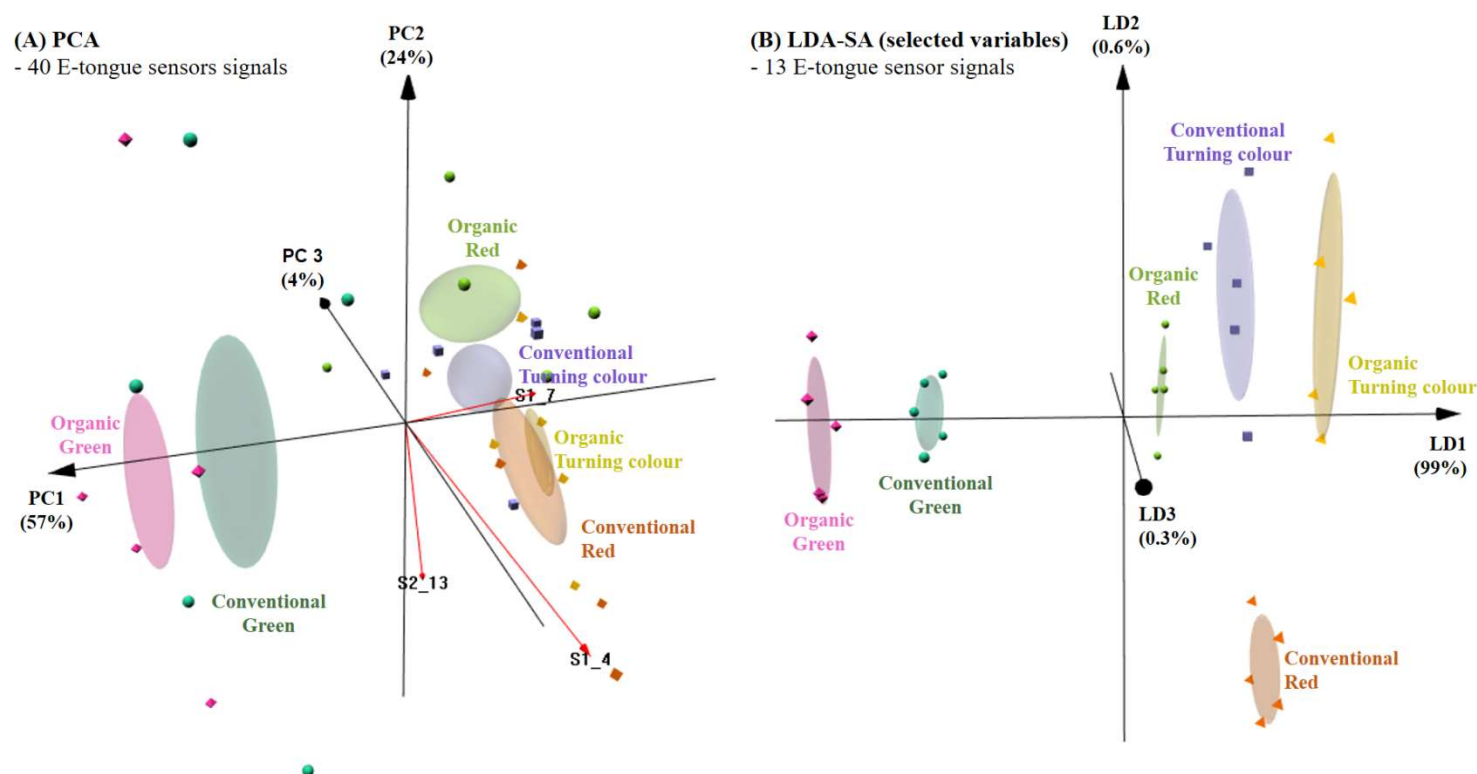 (A) PCA
- 40 E-tongue sensors signals
PC2
(24%)
PC 3
(4%)
Organic
Red
Conventional
Turning colour
S1_7
Organic
Green
PC1
(57%)
Organic
Turning colour
Conventional
Red
S2_13
Conventional
Green
S1_4
(B) LDA-SA (selected variables)
- 13 E-tongue sensor signals
LD2
(0.6%)
Conventional
Turning colour
Organic
Red
Organic
Turning colour
LD1
(99%)
Conventional
Green
Organic
Green
LD3
(0.3%)
Conventional
Red